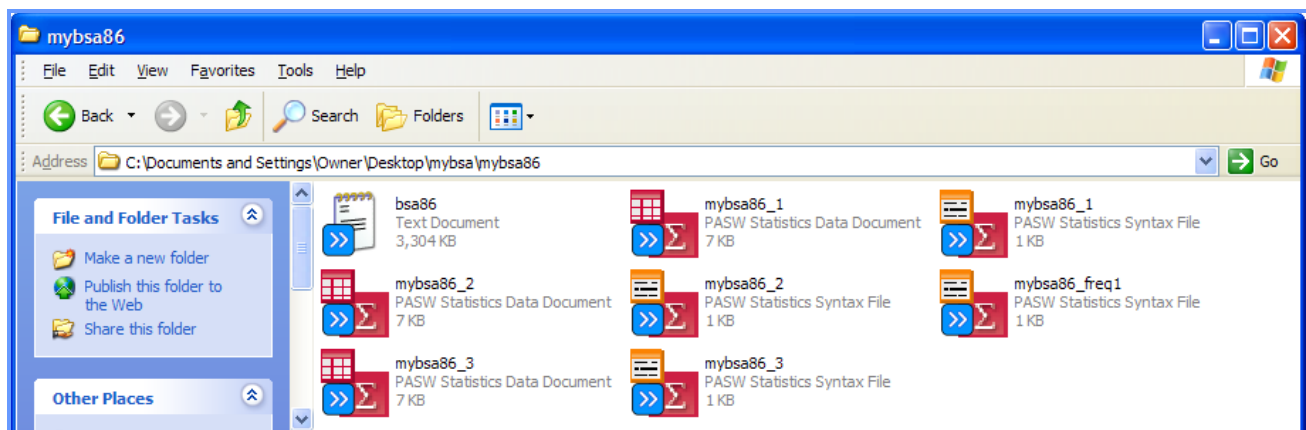 mybsa86
File Edit View Favorites Tools Help
Back Search Folders
Address C:\Documents and Settings\Owner\Desktop\mybsa\mybsa86 Go
File and Folder Tasks
Make a new folder
Publish this folder to
the Web
Share this folder
Other Places
bsa86
Text Document
3,304 KB
mybsa86_1
PASW Statistics Data Document
7 KB
mybsa86_1
PASW Statistics Syntax File
1 KB
mybsa86_2
PASW Statistics Data Document
7 KB
mybsa86_2
PASW Statistics Syntax File
1 KB
mybsa86_freq1
PASW Statistics Syntax File
1 KB
mybsa86_3
PASW Statistics Data Document
7 KB
mybsa86_3
PASW Statistics Syntax File
1 KB